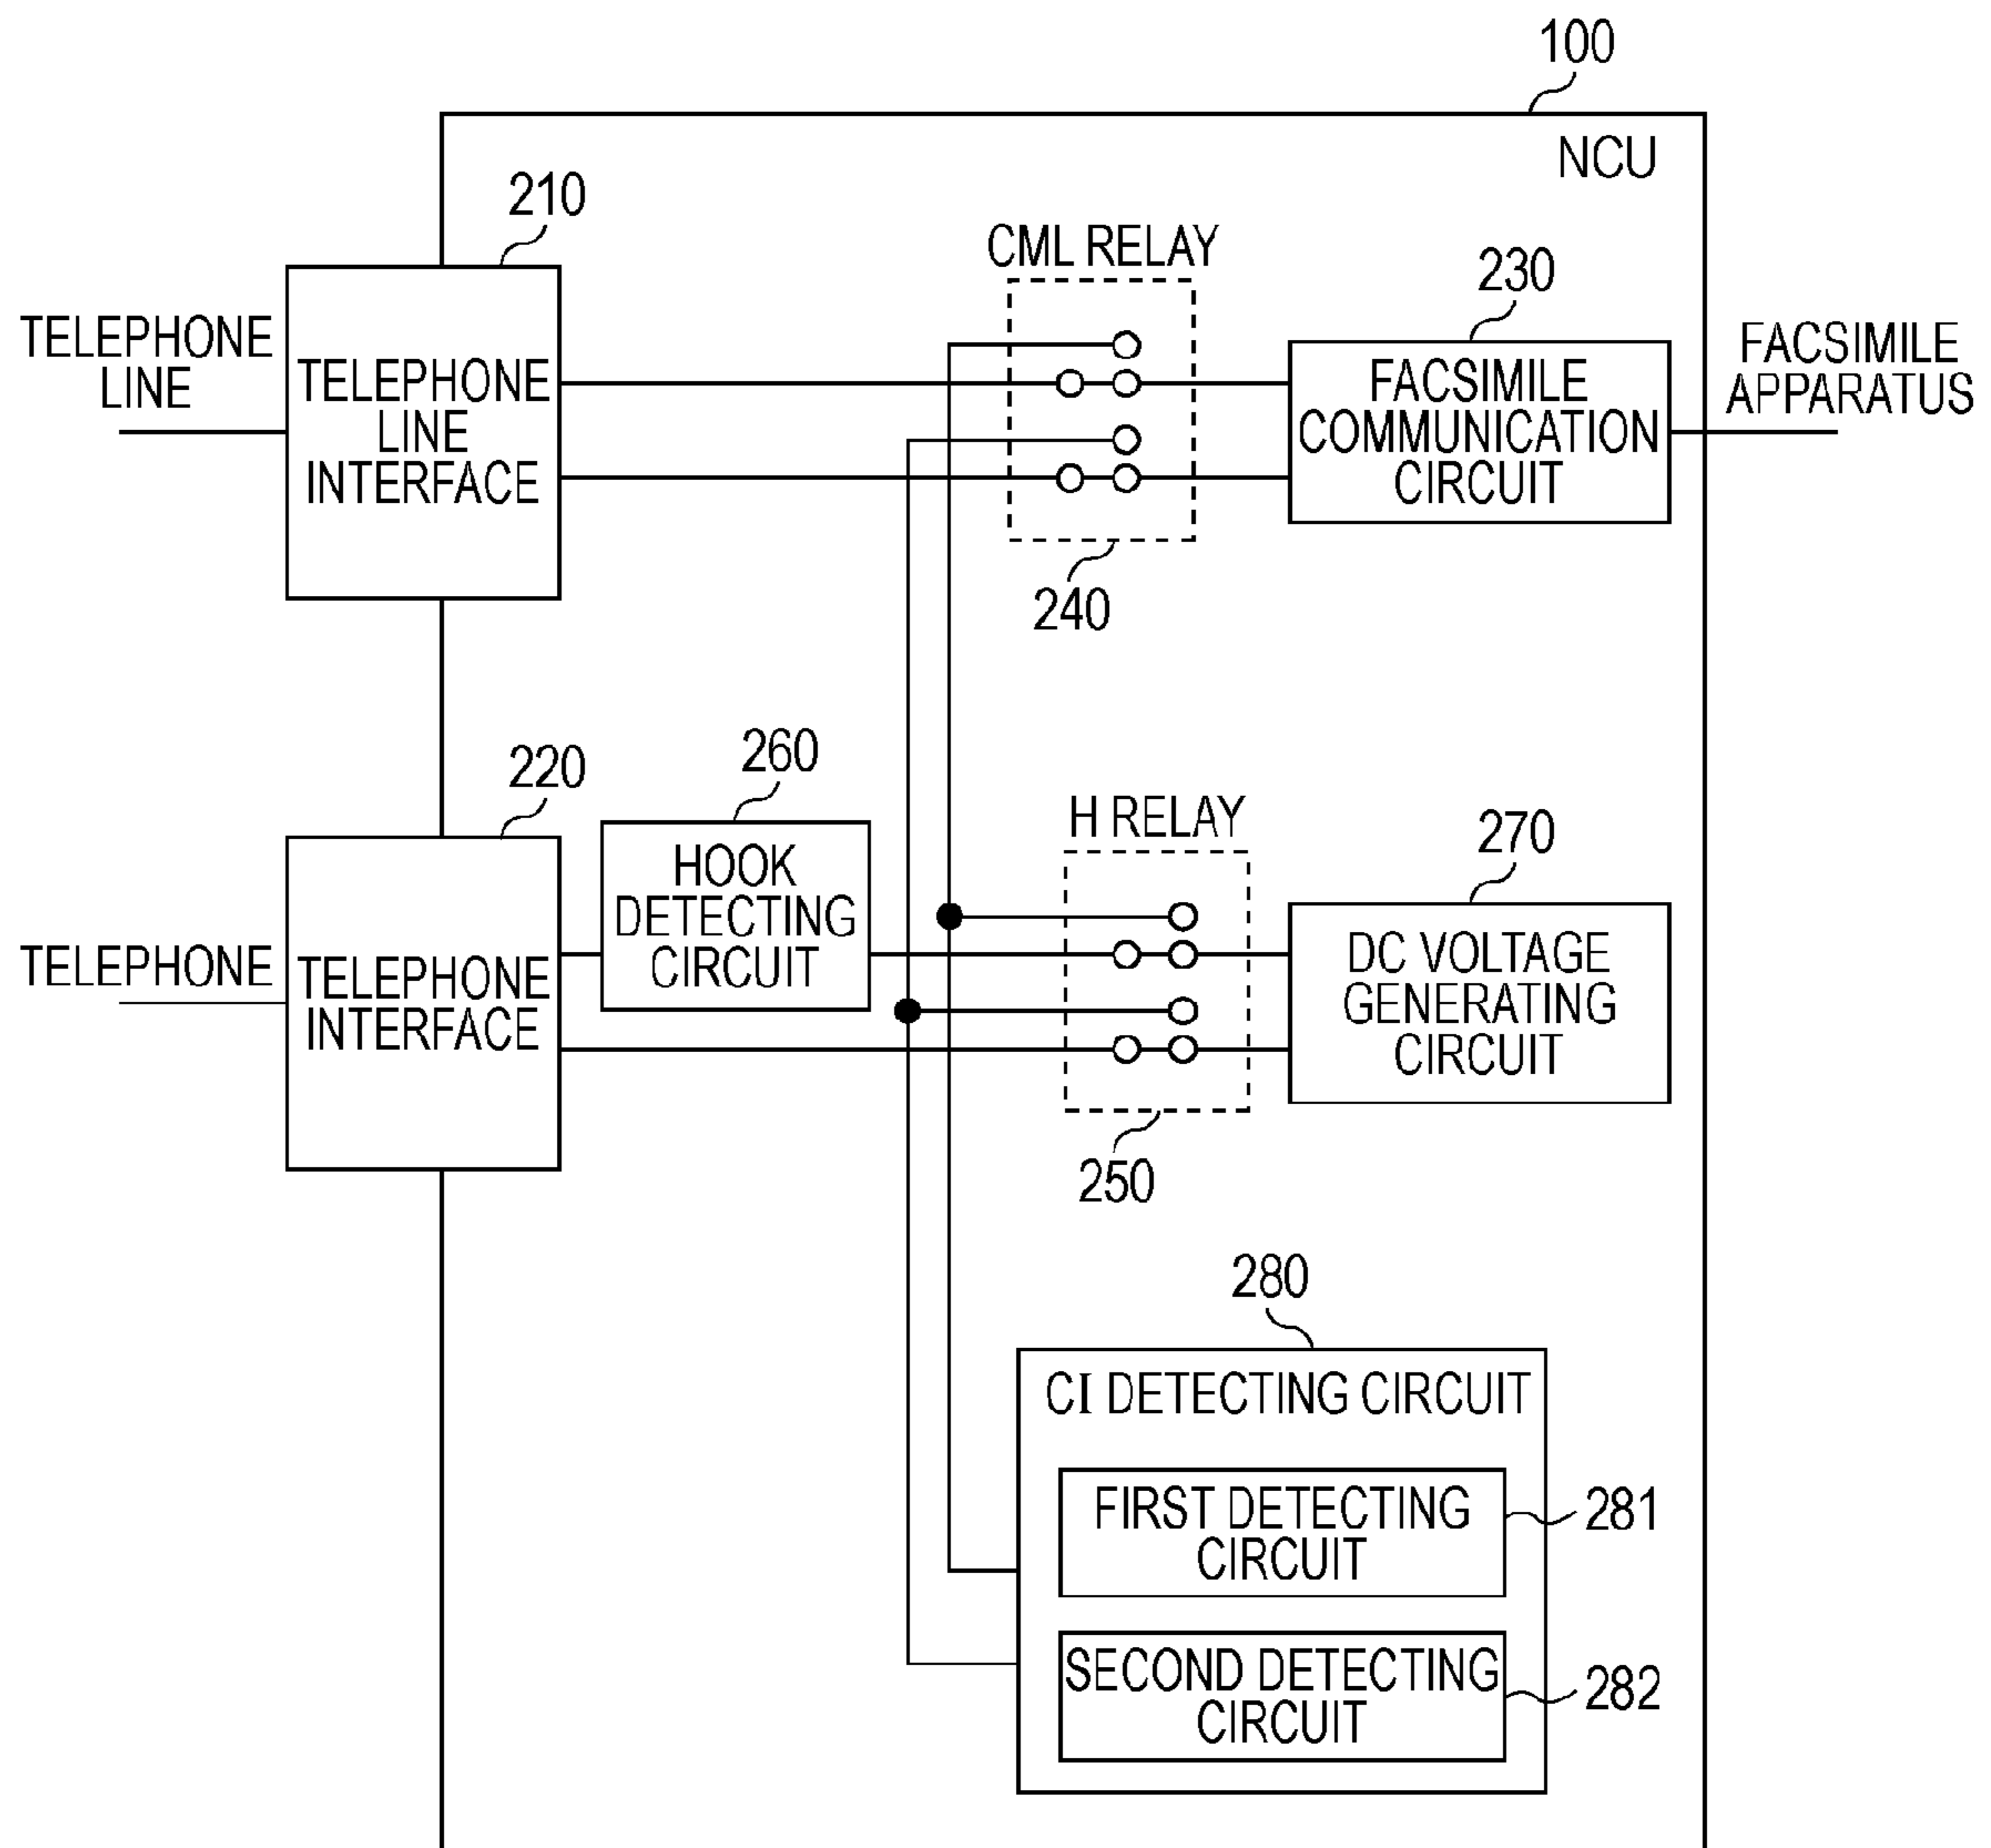 100
NCU
210
CML RELAY
230
TELEPHONE
LINE
TELEPHONE
LINE
INTERFACE
FACSIMILE
COMMUNICATION
CIRCUIT
FACSIMILE
APPARATUS
240
220
260
H RELAY
270
TELEPHONE
TELEPHONE
INTERFACE
HOOK
DETECTING
CIRCUIT
DC VOLTAGE
GENERATING
CIRCUIT
250
280
CI DETECTING CIRCUIT
FIRST DETECTING
CIRCUIT
281
SECOND DETECTING
CIRCUIT
282